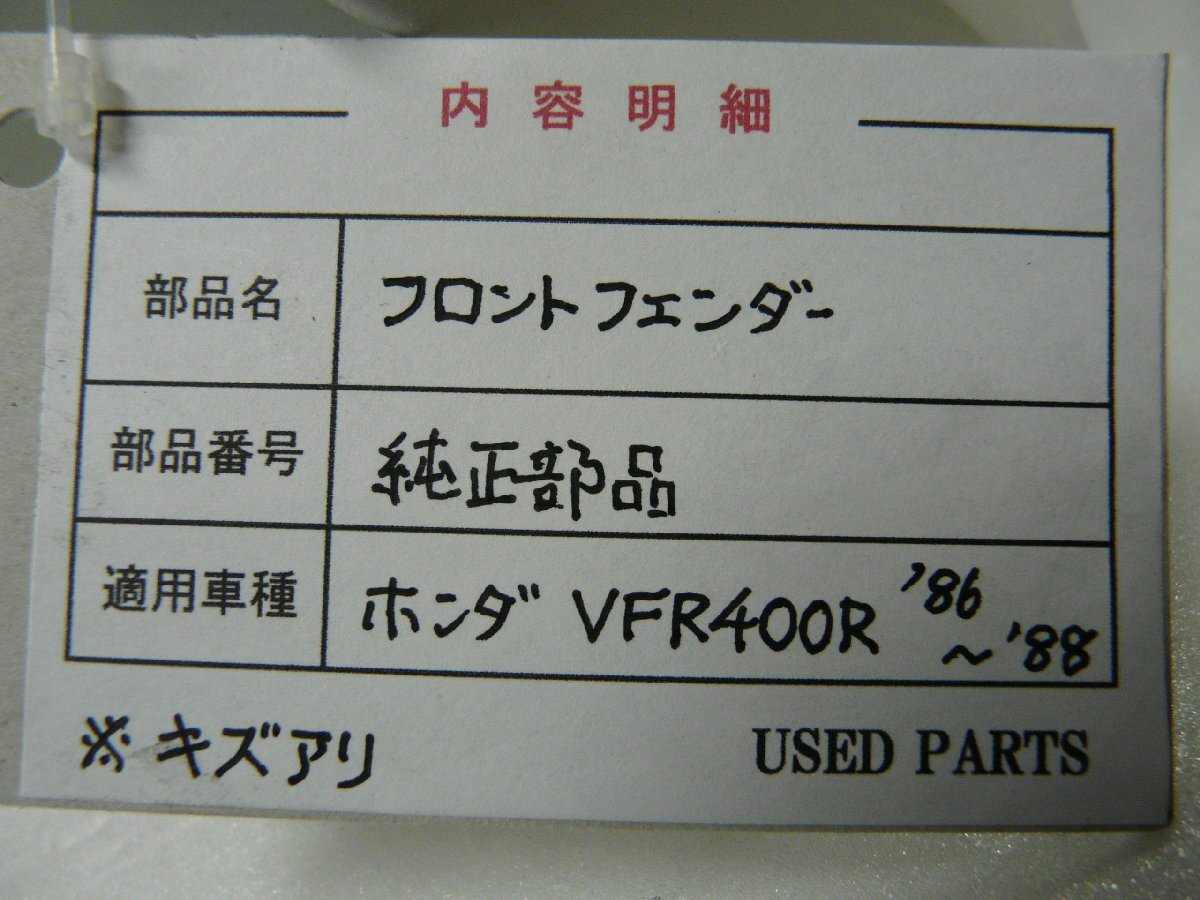 内容明細
部品名 フロントフェンダー
部品番号 純正部品
適用車種 ホンダ VFR400R '86
～'88
※キズアリ USED PARTS